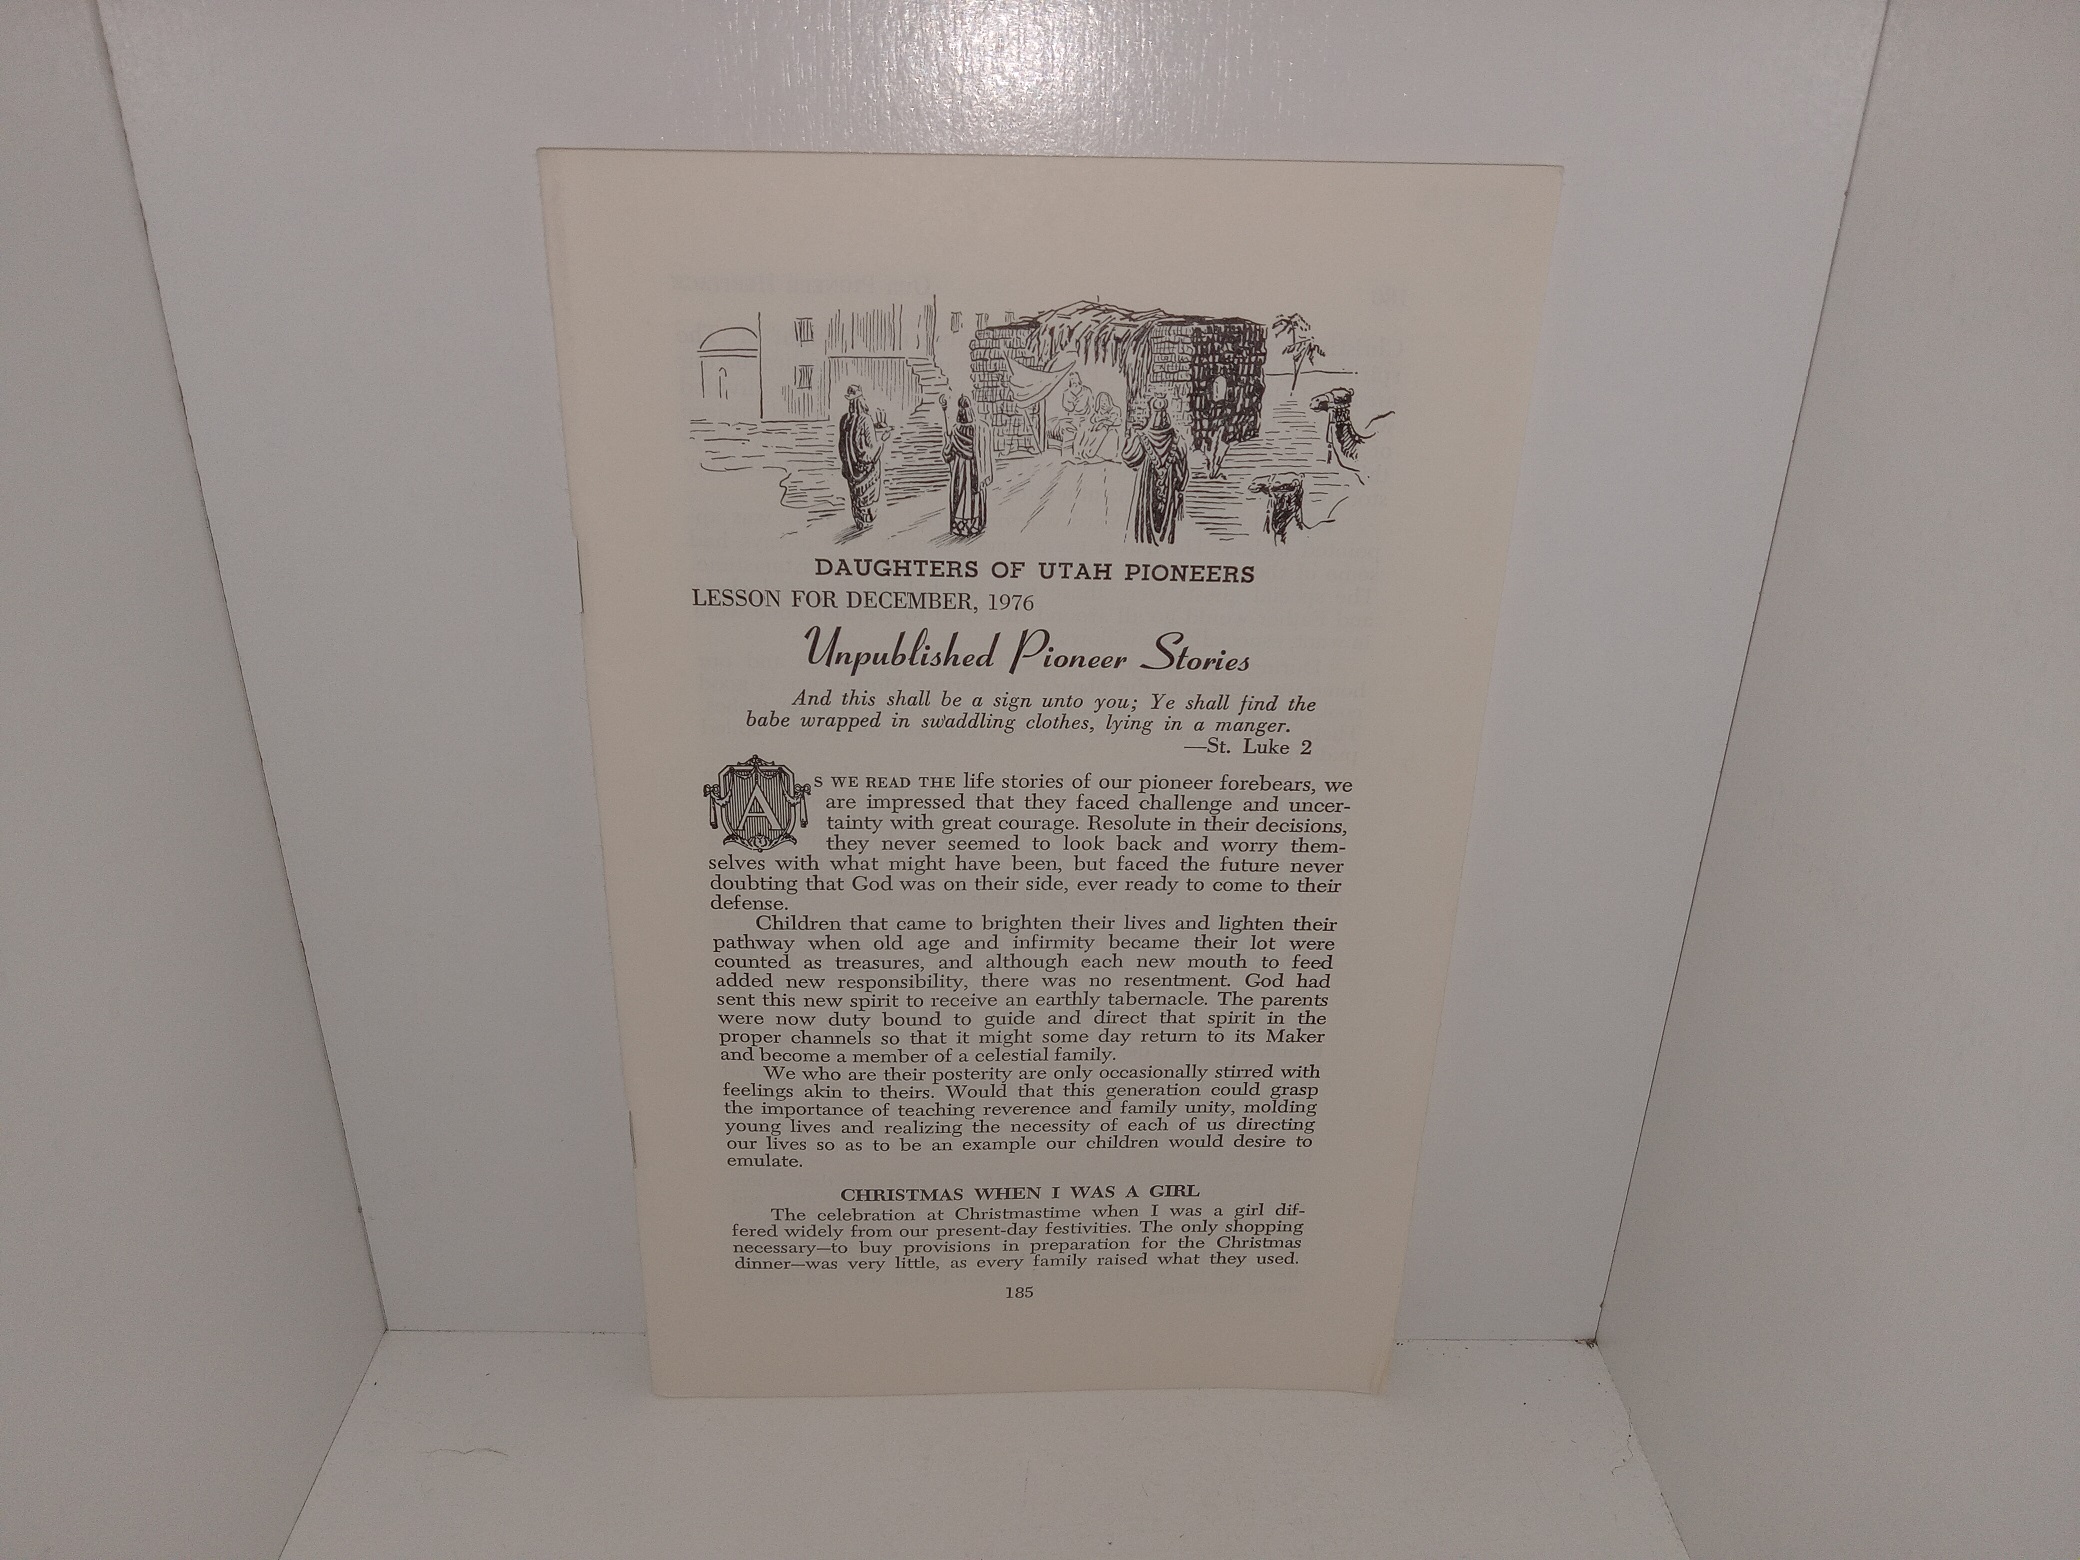 DAUGHTERS OF UTAH PIONEERS
LESSON FOR DECEMBER, 1976
Unpublished Pioneer Stories
And this shall be a sign unto you; Ye shall find the
babe wrapped in swaddling clothes, lying in a manger.
—St. Luke 2
AS WE READ THE life stories of our pioneer forebears, we
are impressed that they faced challenge and uncer-
tainty with great courage. Resolute in their decisions,
they never seemed to look back and worry them-
selves with what might have been, but faced the future never
doubting that God was on their side, ever ready to come to their
defense.
Children that came to brighten their lives and lighten their
pathway when old age and infirmity became their lot were
counted as treasures, and although each new mouth to feed
added new responsibility, there was no resentment. God had
sent this new spirit to receive an earthly tabernacle. The parents
were now duty bound to guide and direct that spirit in the
proper channels so that it might some day return to its Maker
and become a member of a celestial family.
We who are their posterity are only occasionally stirred with
feelings akin to theirs. Would that this generation could grasp
the importance of teaching reverence and family unity, molding
young lives and realizing the necessity of each of us directing
our lives so as to be an example our children would desire to
emulate.
CHRISTMAS WHEN I WAS A GIRL
The celebration at Christmastime when I was a girl dif-
fered widely from our present-day festivities. The only shopping
necessary—to buy provisions in preparation for the Christmas
dinner—was very little, as every family raised what they used.
185